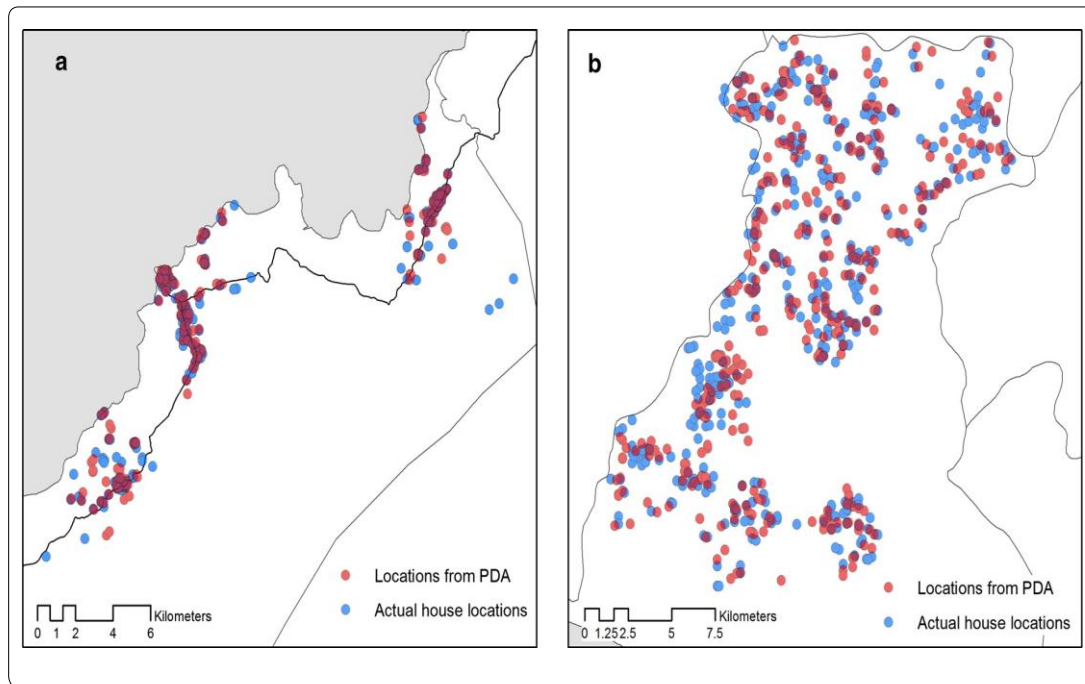 a
Locations from PDA
Actual house locations
Kilometers
0 1 2 4 6
b
Locations from PDA
Actual house locations
Kilometers
0 1.25 2.5 5 7.5